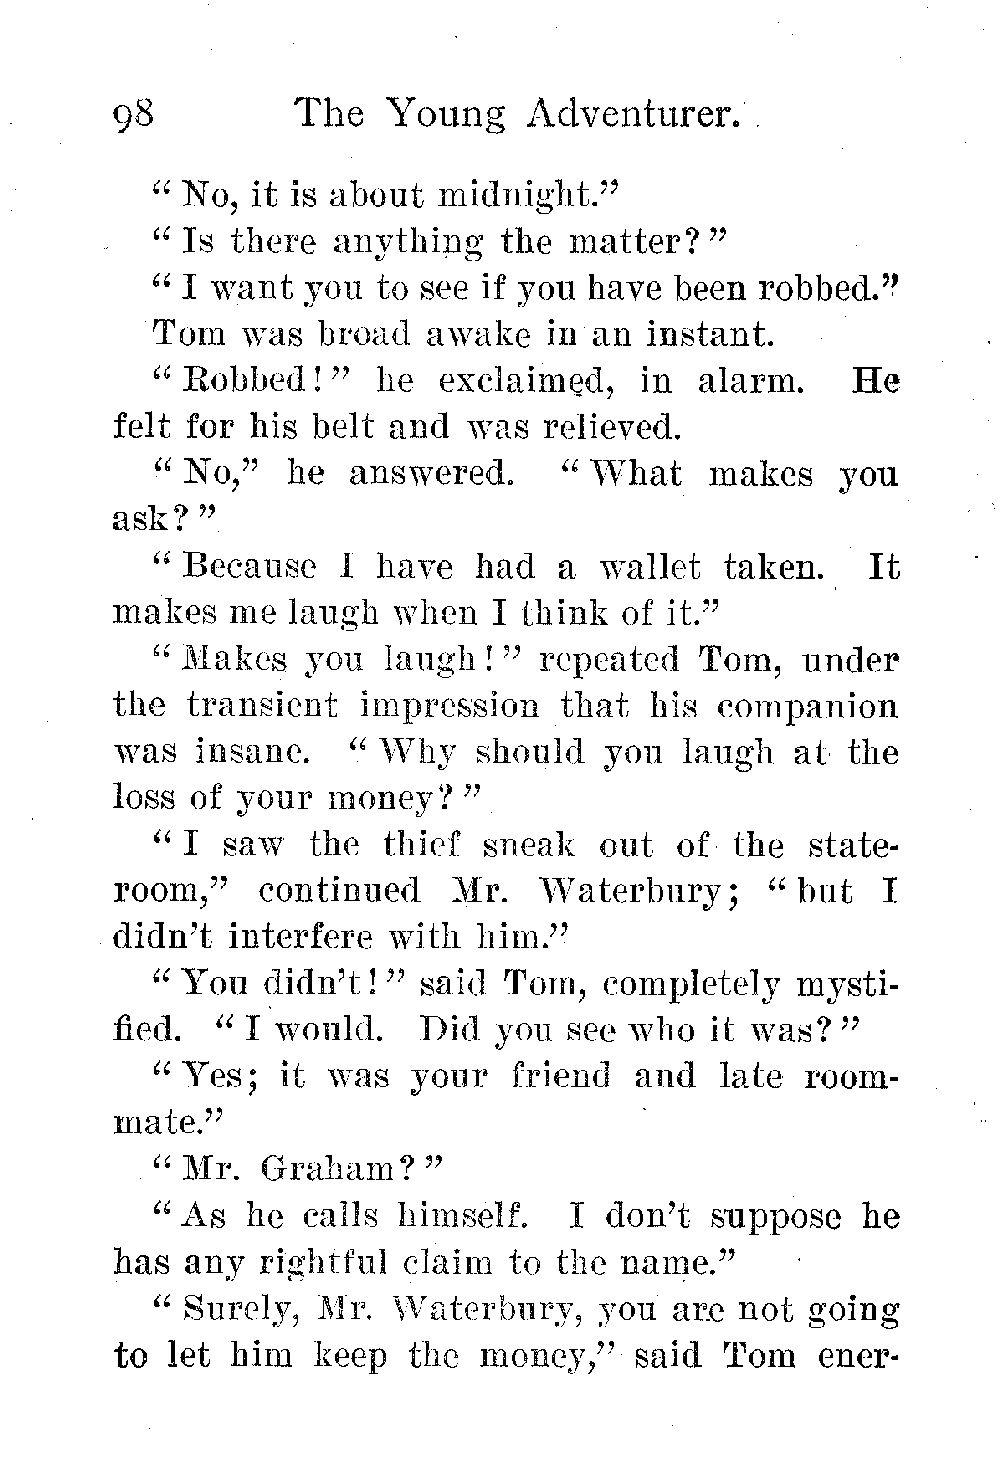 98 The Young Adventurer.
“No, it is about midnight.”
“Is there anything the matter?”
“I want you to see if you have been robbed.”
Tom was broad awake in an instant.
“Robbed!” he exclaimed, in alarm. He
felt for his belt and was relieved.
“No,” he answered. “What makes you
ask?”
“Because I have had a wallet taken. It
makes me laugh when I think of it.”
“Makes you laugh!” repeated Tom, under
the transient impression that his companion
was insane. “Why should you laugh at the
loss of your money?”
“I saw the thief sneak out of the state-
room,” continued Mr. Waterbury; “but I
didn’t interfere with him.”
“You didn’t!” said Tom, completely mysti-
fied. “I would. Did you see who it was?”
“Yes; it was your friend and late room-
mate.”
“Mr. Graham?”
“As he calls himself. I don’t suppose he
has any rightful claim to the name.”
“Surely, Mr. Waterbury, you are not going
to let him keep the money,” said Tom ener-